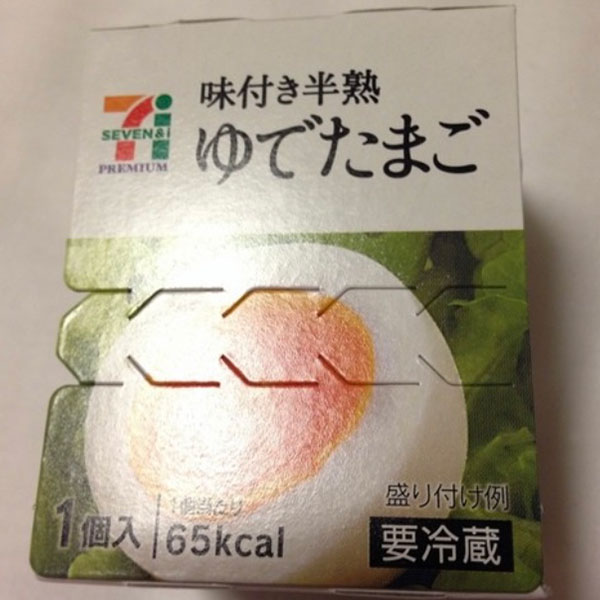 味付き半熟
ゆでたまご
SEVEN&i
PREMIUM
盛り付け例
1個入
1個当たり
65kcal
要冷蔵